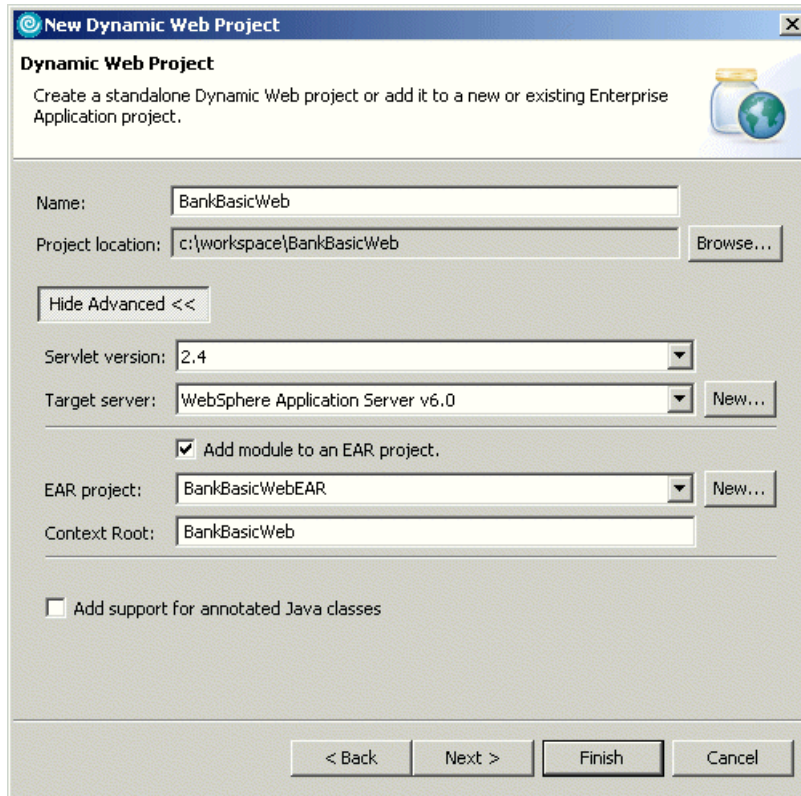 New Dynamic Web Project
Dynamic Web Project
Create a standalone Dynamic Web project or add it to a new or existing Enterprise
Application project.
Name: BankBasicWeb
Project location: c:\workspace\BankBasicWeb Browse...
Hide Advanced <<
Servlet version: 2.4
Target server: WebSphere Application Server v6.0 New...
Add module to an EAR project.
EAR project: BankBasicWebEAR New...
Context Root: BankBasicWeb
Add support for annotated Java classes
< Back Next > Finish Cancel